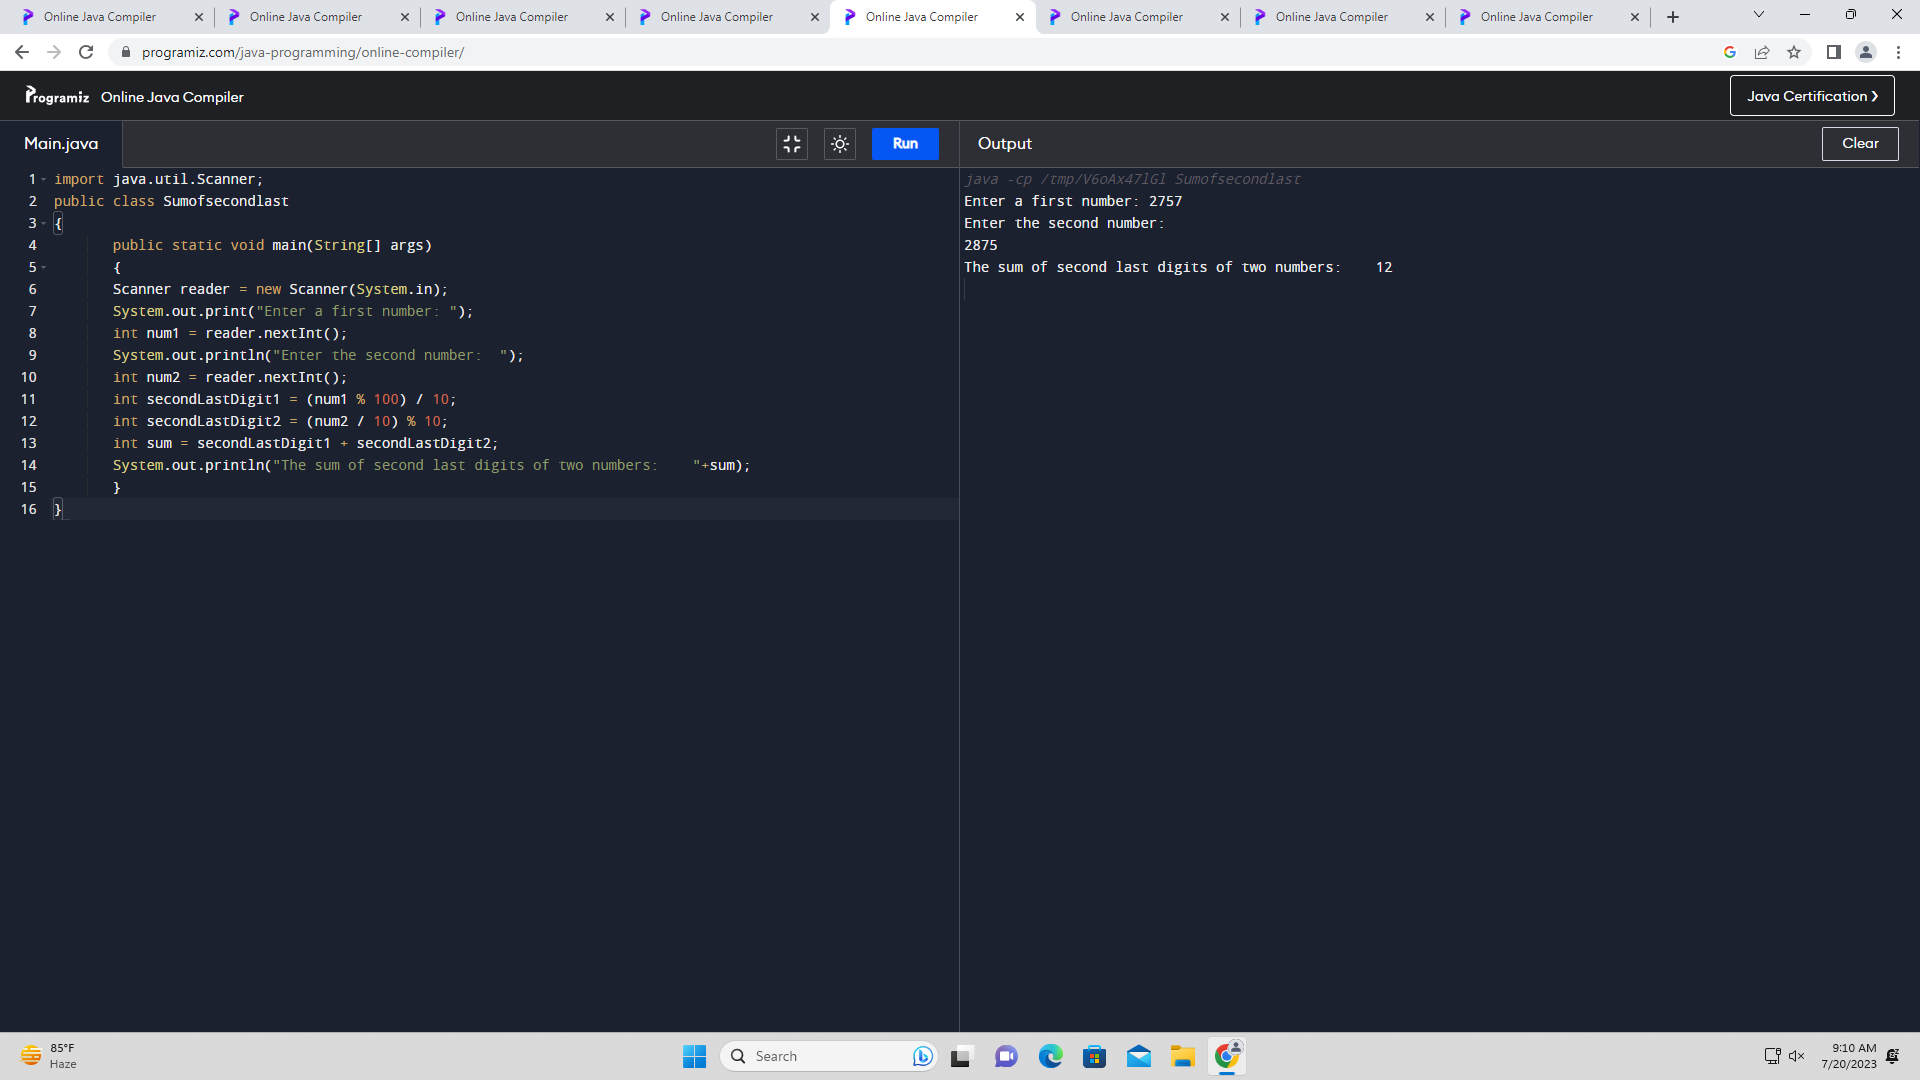 Online Java Compiler Online Java Compiler Online Java Compiler Online Java Compiler Online Java Compiler Online Java Compiler Online Java Compiler Online Java Compiler
programiz.com/java-programming/online-compiler/
Programiz Online Java Compiler Java Certification ›
Main.java Run Output Clear
1 import java.util.Scanner;
2 public class Sumofsecondlast
3 {
4 public static void main(String[] args)
5 {
6 Scanner reader = new Scanner(System.in);
7 System.out.print("Enter a first number: ");
8 int num1 = reader.nextInt();
9 System.out.println("Enter the second number:  ");
10 int num2 = reader.nextInt();
11 int secondLastDigit1 = (num1 % 100) / 10;
12 int secondLastDigit2 = (num2 / 10) % 10;
13 int sum = secondLastDigit1 + secondLastDigit2;
14 System.out.println("The sum of second last digits of two numbers:    "+sum);
15 }
16 }
java -cp /tmp/V6oAx47lGl Sumofsecondlast
Enter a first number: 2757
Enter the second number:
2875
The sum of second last digits of two numbers:    12
85°F
Haze
Search
9:10 AM
7/20/2023